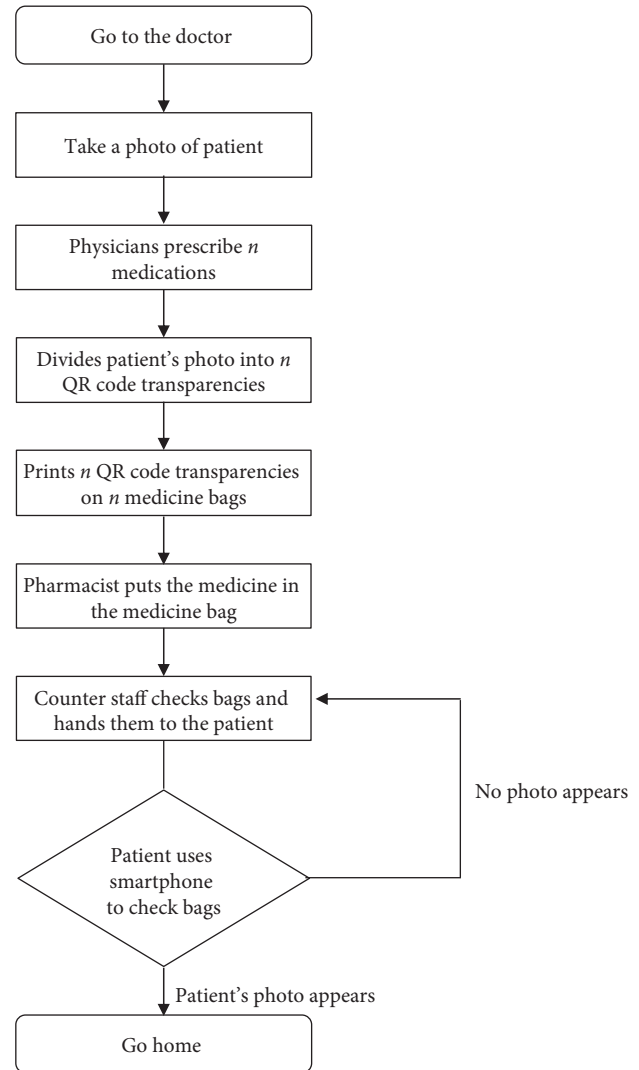 Go to the doctor
Take a photo of patient
Physicians prescribe n
medications
Divides patient's photo into n
QR code transparencies
Prints n QR code transparencies
on n medicine bags
Pharmacist puts the medicine in
the medicine bag
Counter staff checks bags and
hands them to the patient
No photo appears
Patient uses
smartphone
to check bags
Patient's photo appears
Go home